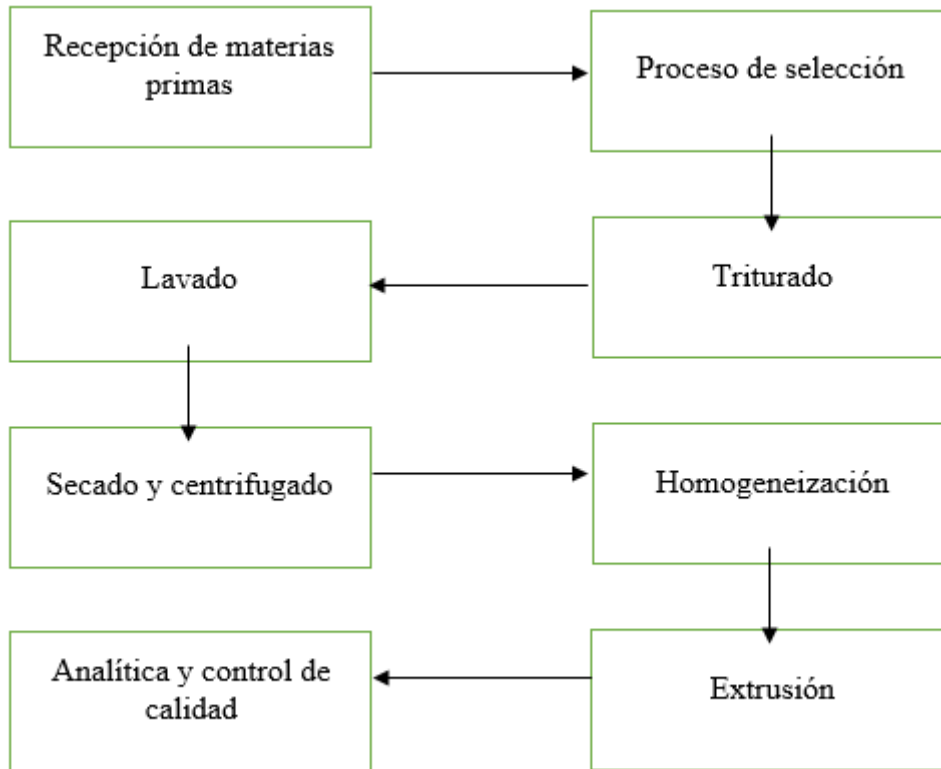 Recepción de materias
primas
Proceso de selección
Triturado
Lavado
Secado y centrifugado
Homogeneización
Extrusión
Analítica y control de
calidad